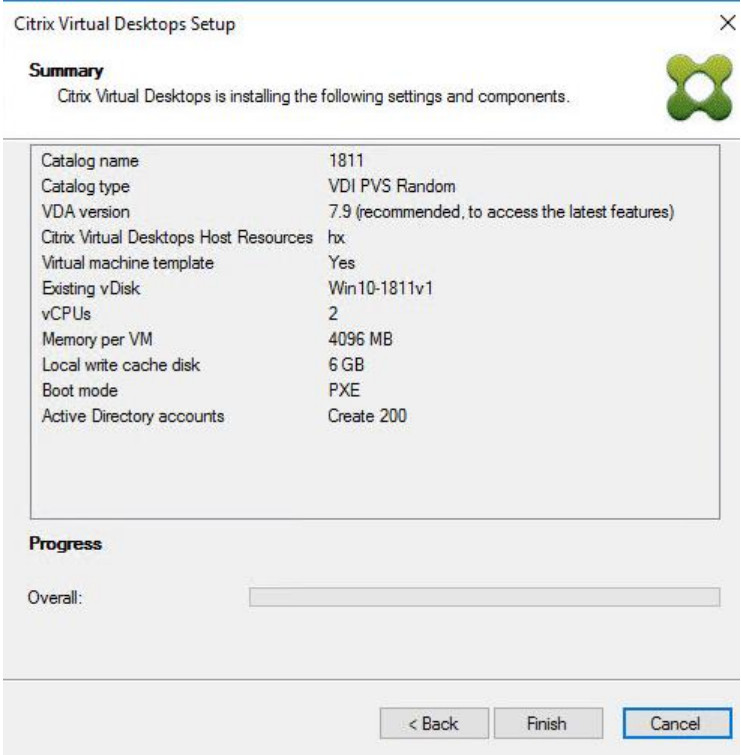 Citrix Virtual Desktops Setup
Summary
Citrix Virtual Desktops is installing the following settings and components.
Catalog name 1811
Catalog type VDI PVS Random
VDA version 7.9 (recommended, to access the latest features)
Citrix Virtual Desktops Host Resources hx
Virtual machine template Yes
Existing vDisk Win10-1811v1
vCPUs 2
Memory per VM 4096 MB
Local write cache disk 6 GB
Boot mode PXE
Active Directory accounts Create 200
Progress
Overall:
< Back Finish Cancel